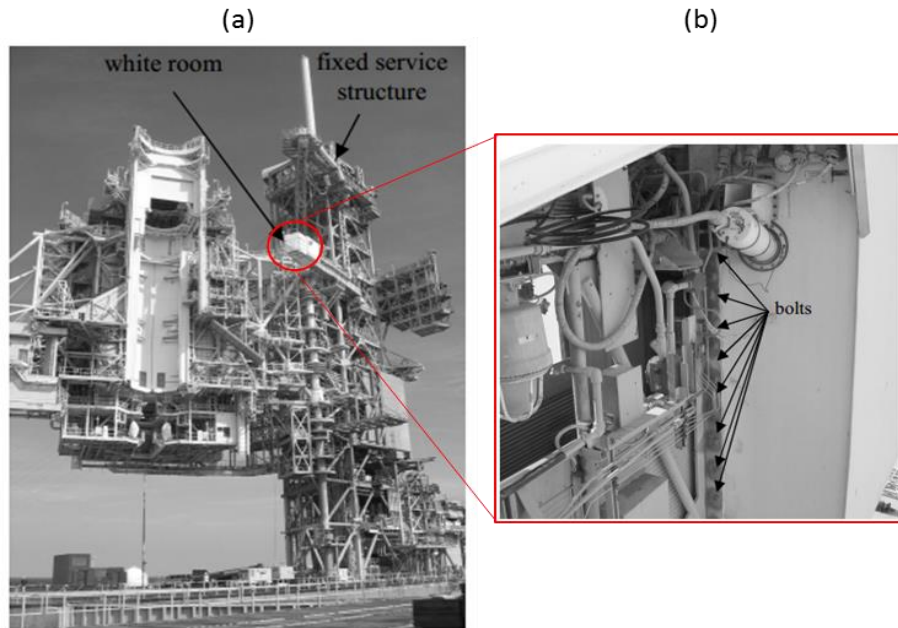 (a)
(b)
white room
fixed service
structure
bolts